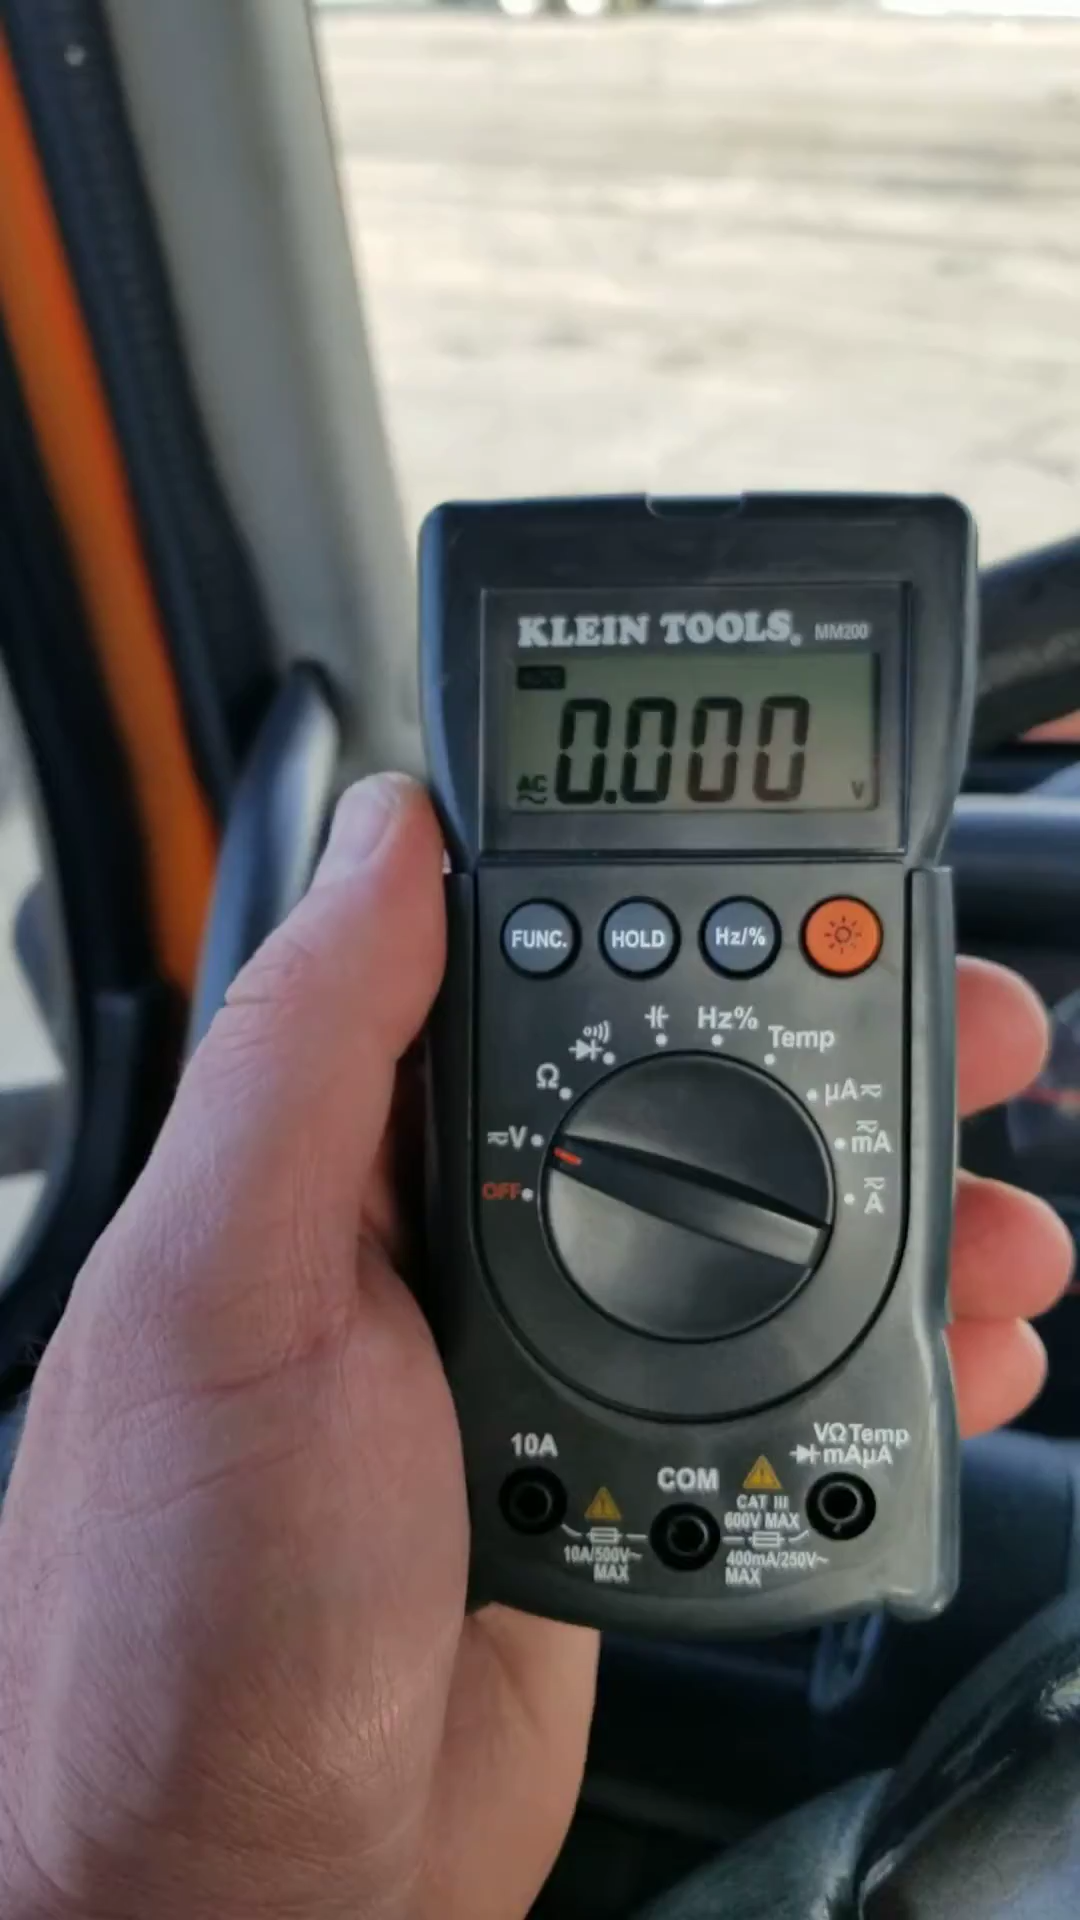 KLEIN TOOLS® MM200
AUTO
AC 0.000 V
FUNC. HOLD Hz/%
Hz%
Temp
Ω
μA
V
mA
OFF
A
VΩTemp
10A
mAμA
COM
CAT III
600V MAX
10A/500V~
MAX
400mA/250V~
MAX